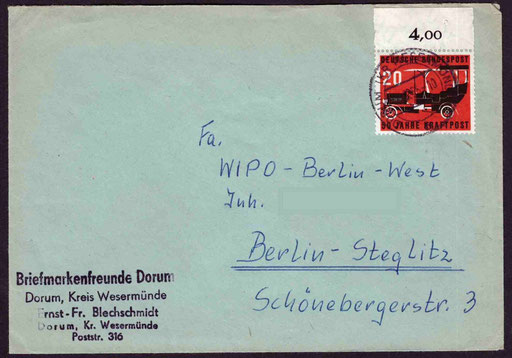 4,00
DEUTSCHE BUNDESPOST
20
50 JAHRE KRAFTPOST
Fa.
WIPO-Berlin-West
Inh.
Berlin-Steglitz
Schönebergerstr. 3
Briefmarkenfreunde Dorum
Dorum, Kreis Wesermünde
Ernst-Fr. Blechschmidt
Dorum, Kr. Wesermünde
Poststr. 316